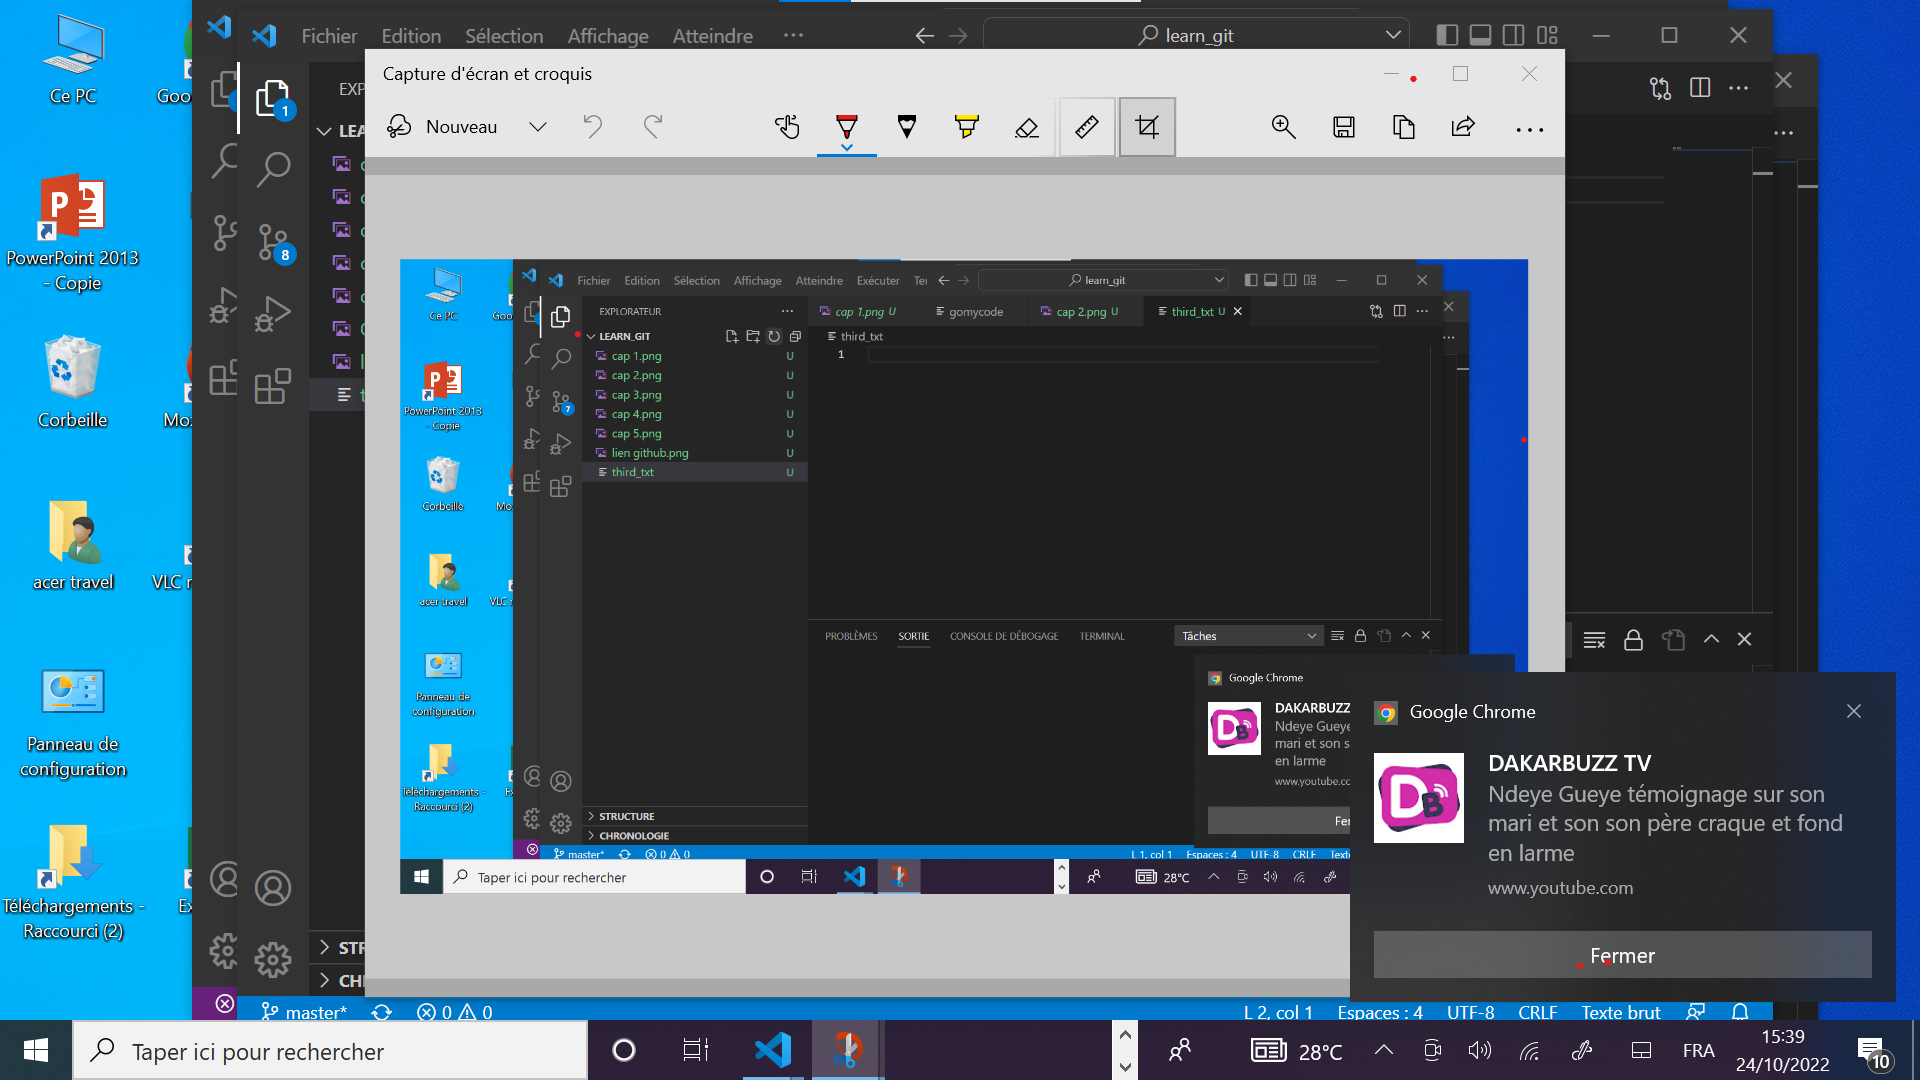 Ce PC
Goo
PowerPoint 2013
- Copie
Corbeille
Mo
acer travel
VLC
Panneau de
configuration
Téléchargements -
Raccourci (2)
Ex
Fichier Edition Sélection Affichage Atteindre ··· learn_git
EXP
LEA
1
8
STR
CH
Capture d'écran et croquis
Nouveau
Ce PC
Goo
PowerPoint 2013
- Copie
Corbeille
Mo
acer travel
VLC
Panneau de
configuration
Téléchargements -
Raccourci (2)
Fichier Edition Sélection Affichage Atteindre Exécuter Ter learn_git
EXPLORATEUR
LEARN_GIT
cap 1.png U
cap 2.png U
cap 3.png U
cap 4.png U
cap 5.png U
lien github.png U
third_txt U
7
STRUCTURE
CHRONOLOGIE
cap 1.png U gomycode cap 2.png U third_txt U
third_txt
1
PROBLÈMES SORTIE CONSOLE DE DÉBOGAGE TERMINAL Tâches
Google Chrome
DAKARBUZZ
Ndeye Gueye
mari et son s
en larme
www.youtube.co
Fer
master* 0 0 L 1, col 1 Espaces : 4 UTF-8 CRLF Texte
Taper ici pour rechercher 28°C
Google Chrome
DAKARBUZZ TV
Ndeye Gueye témoignage sur son
mari et son son père craque et fond
en larme
www.youtube.com
Fermer
master* 0 0 L 2, col 1 Espaces : 4 UTF-8 CRLF Texte brut
Taper ici pour rechercher 28°C FRA 15:39
24/10/2022
10